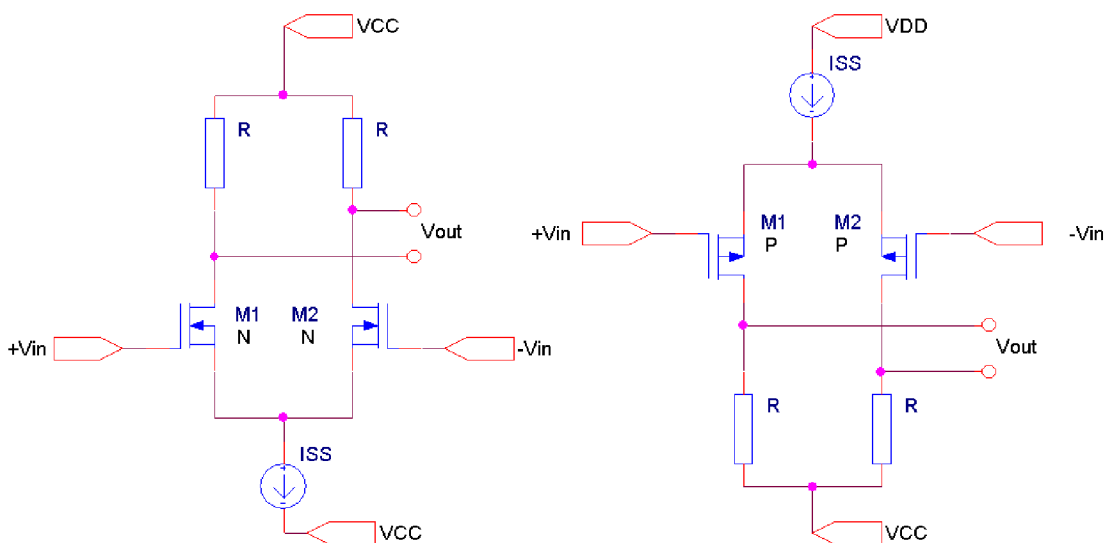 VCC
R
R
Vout
M1
N
M2
N
+Vin
-Vin
ISS
VCC
VDD
ISS
+Vin
M1
P
M2
P
-Vin
Vout
R
R
VCC